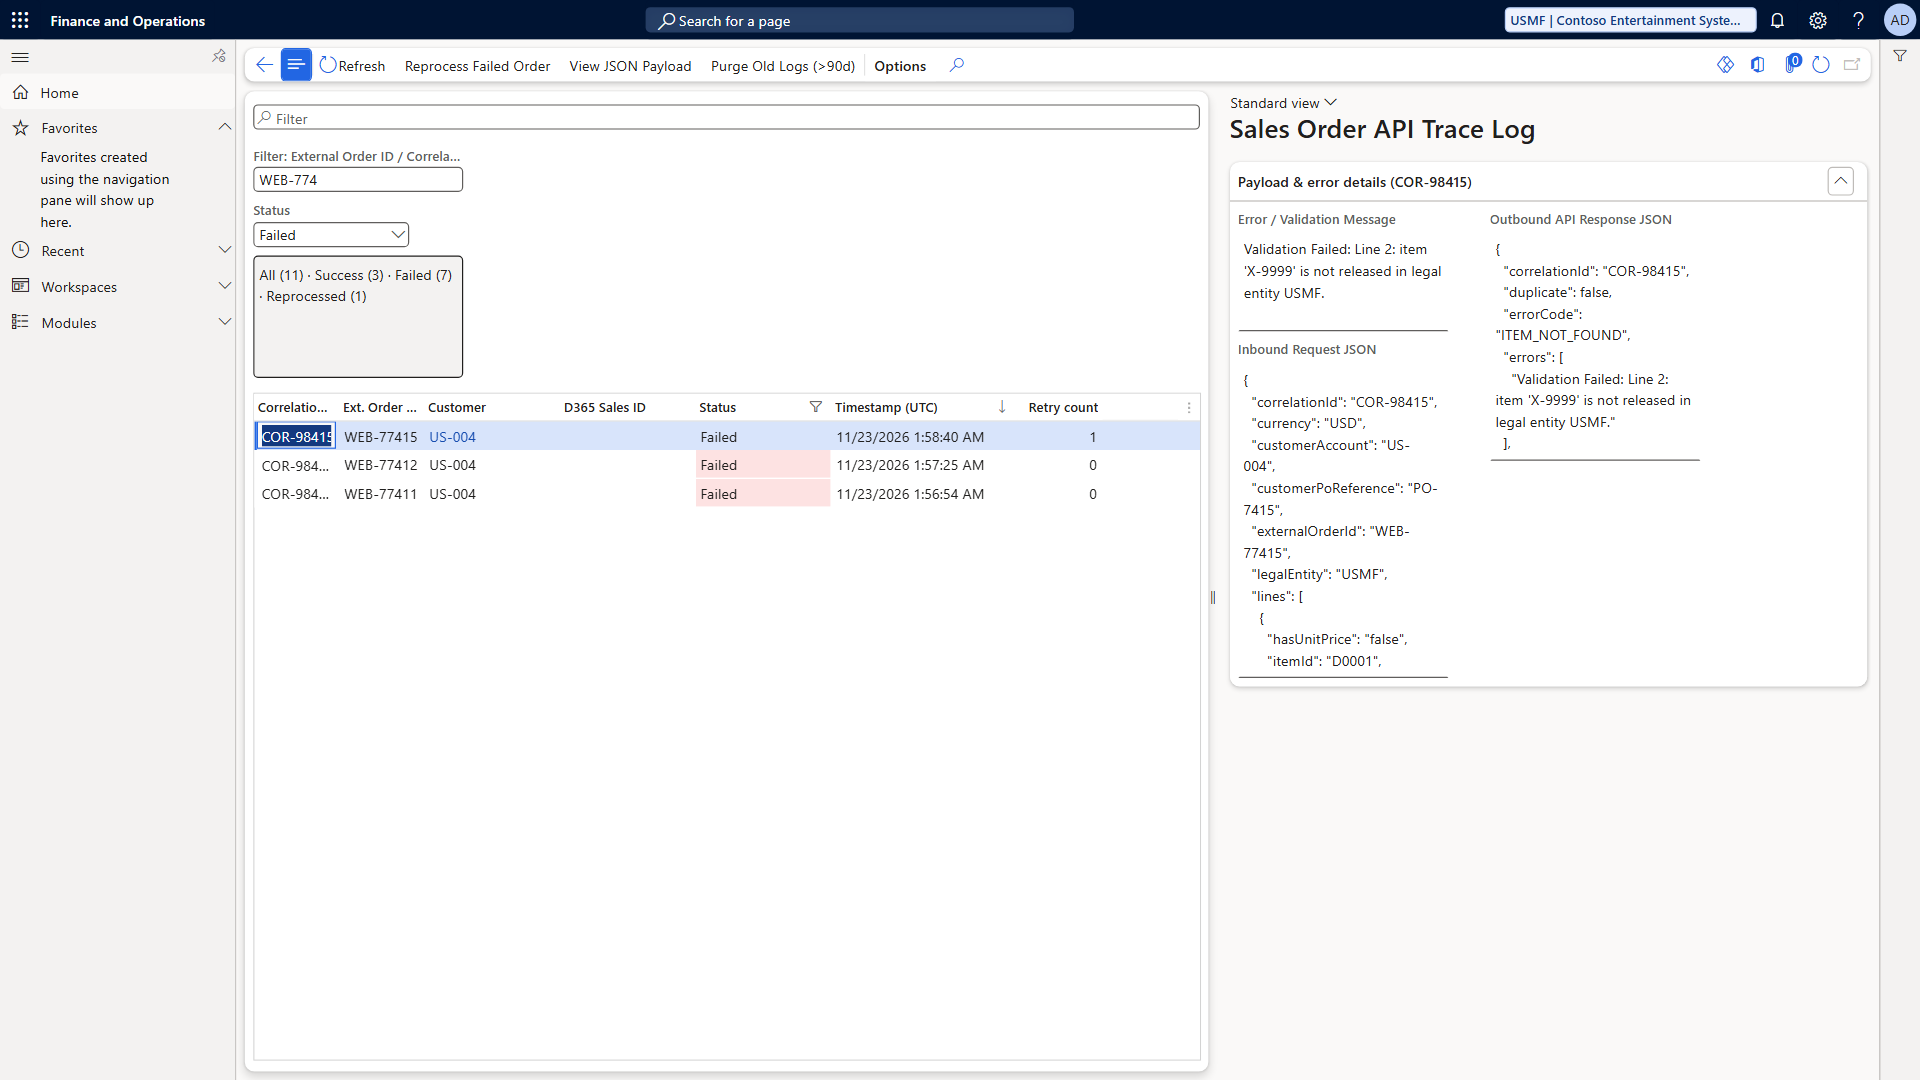 Finance and Operations
Search for a page
USMF | Contoso Entertainment Syste...
AD
Refresh
Reprocess Failed Order
View JSON Payload
Purge Old Logs (>90d)
Options
0
Home
Favorites
Favorites created
using the navigation
pane will show up
here.
Recent
Workspaces
Modules
Filter
Filter: External Order ID / Correla...
WEB-774
Status
Failed
All (11) · Success (3) · Failed (7)
· Reprocessed (1)
Correlatio... Ext. Order ... Customer D365 Sales ID Status Timestamp (UTC) Retry count
COR-98415 WEB-77415 US-004 Failed 11/23/2026 1:58:40 AM 1
COR-984... WEB-77412 US-004 Failed 11/23/2026 1:57:25 AM 0
COR-984... WEB-77411 US-004 Failed 11/23/2026 1:56:54 AM 0
Standard view
Sales Order API Trace Log
Payload & error details (COR-98415)
Error / Validation Message
Validation Failed: Line 2: item
'X-9999' is not released in legal
entity USMF.
Inbound Request JSON
{
"correlationId": "COR-98415",
"currency": "USD",
"customerAccount": "US-
004",
"customerPoReference": "PO-
7415",
"externalOrderId": "WEB-
77415",
"legalEntity": "USMF",
"lines": [
{
"hasUnitPrice": "false",
"itemId": "D0001",
Outbound API Response JSON
{
"correlationId": "COR-98415",
"duplicate": false,
"errorCode":
"ITEM_NOT_FOUND",
"errors": [
"Validation Failed: Line 2:
item 'X-9999' is not released in
legal entity USMF."
],